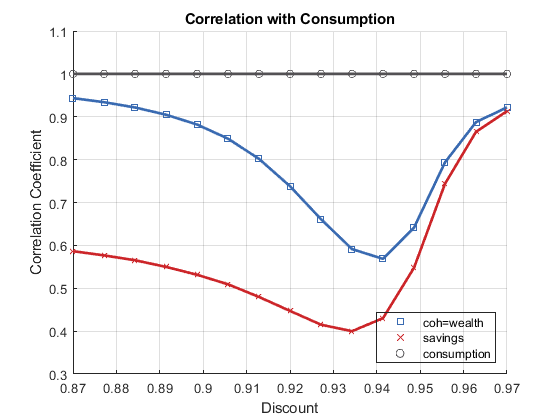 Correlation with Consumption
1.1
1
0.9
0.8
0.7
0.6
0.5
0.4
0.3
Correlation Coefficient
coh=wealth
savings
consumption
0.87 0.88 0.89 0.9 0.91 0.92 0.93 0.94 0.95 0.96 0.97
Discount